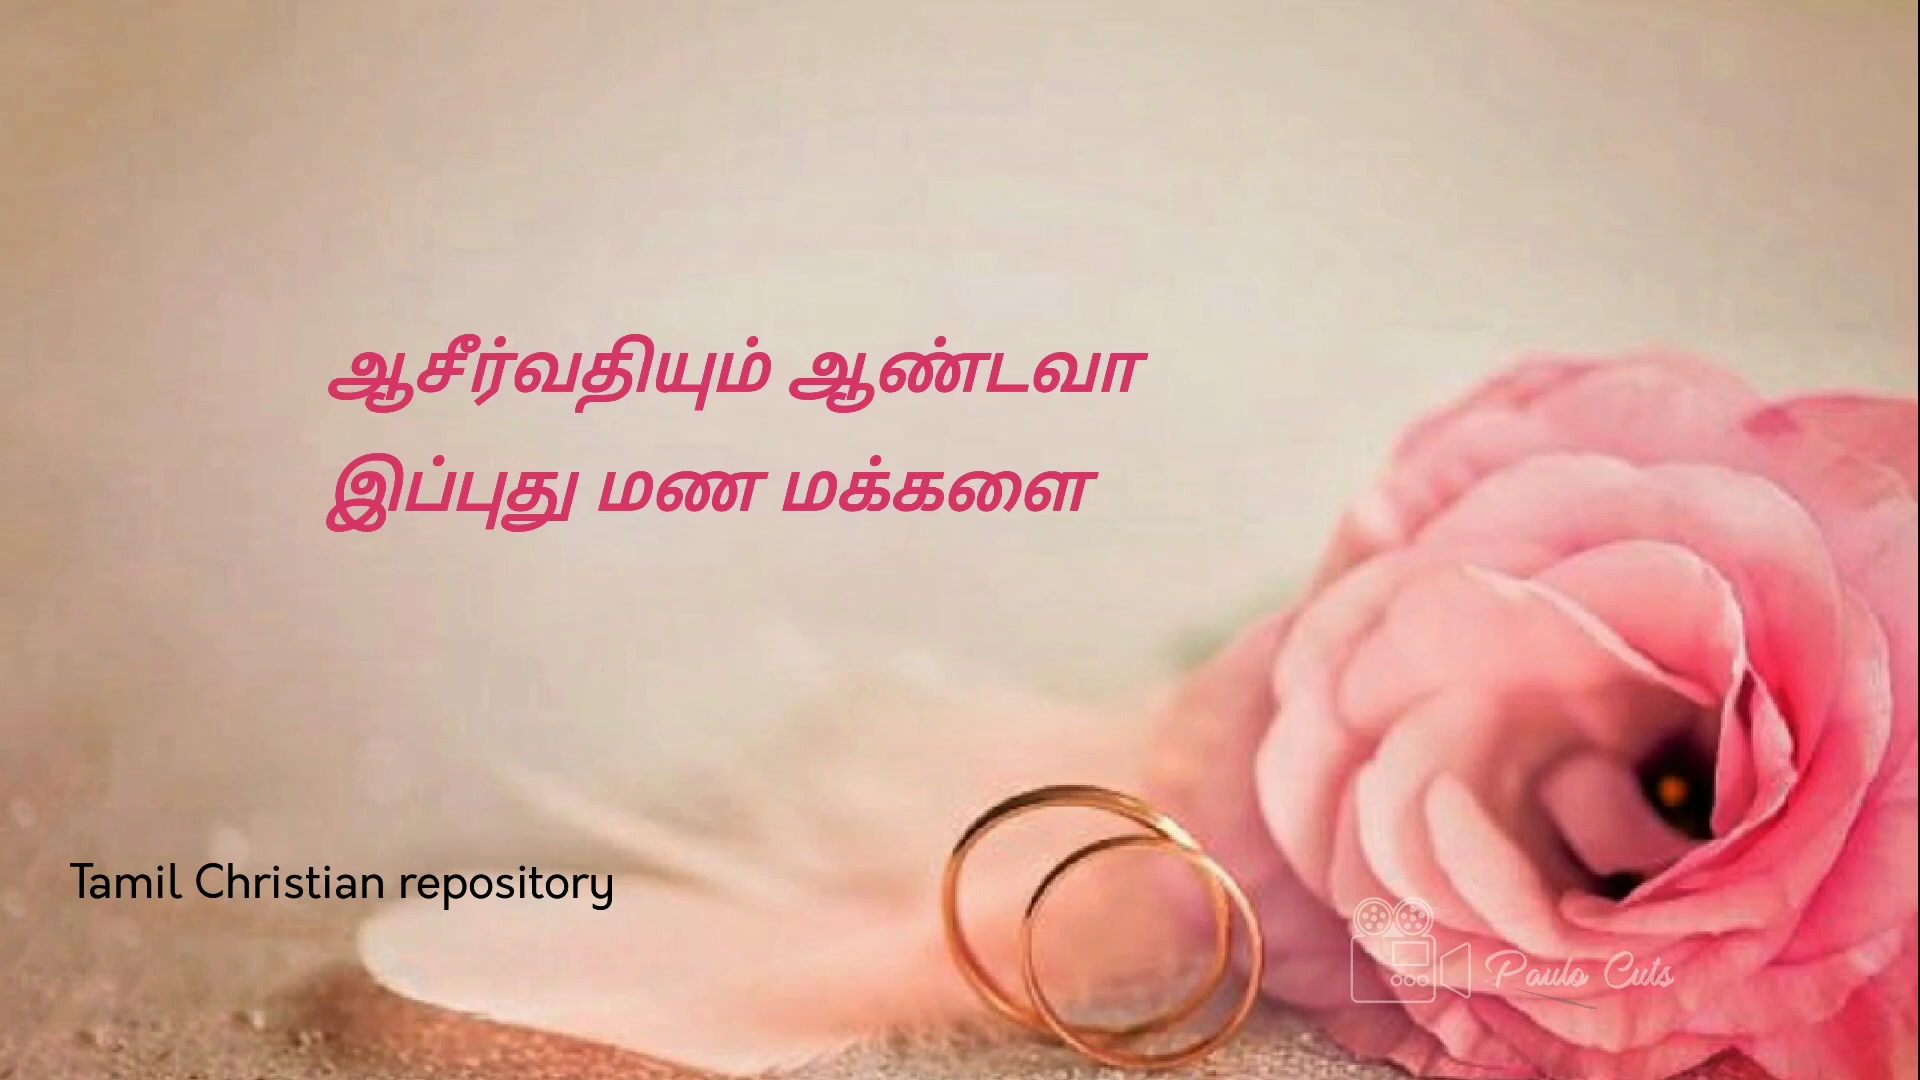 ஆசீர்வதியும் ஆண்டவா
இப்புது மண மக்களை
Tamil Christian repository
Paulo Cuts